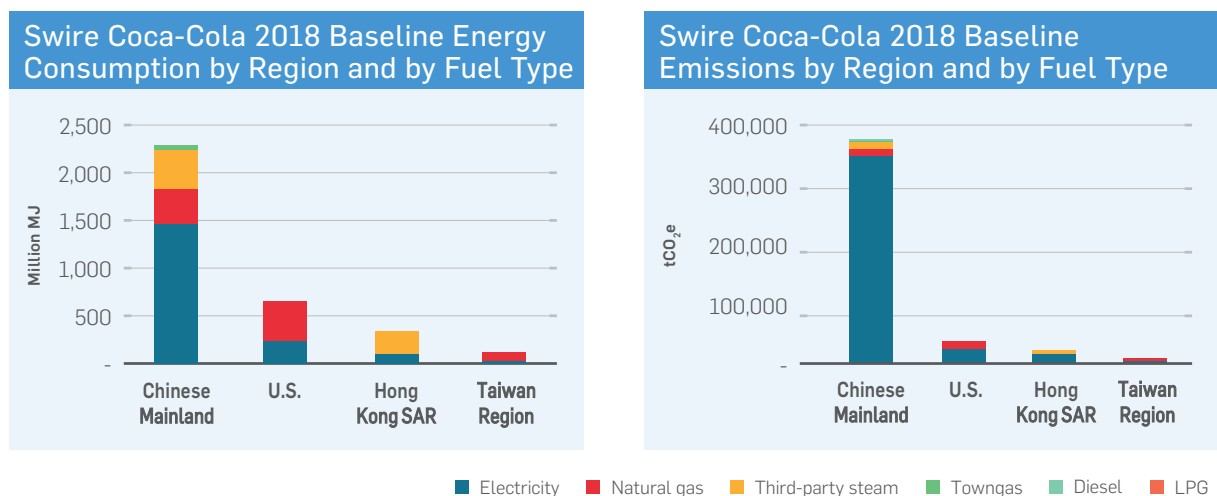 Swire Coca-Cola 2018 Baseline Energy
Consumption by Region and by Fuel Type
2,500
2,000
1,500
1,000
500
-
Million MJ
Chinese
Mainland
U.S.
Hong
Kong SAR
Taiwan
Region
Swire Coca-Cola 2018 Baseline
Emissions by Region and by Fuel Type
400,000
300,000
200,000
100,000
-
tCO₂e
Chinese
Mainland
U.S.
Hong
Kong SAR
Taiwan
Region
Electricity Natural gas Third-party steam Towngas Diesel LPG